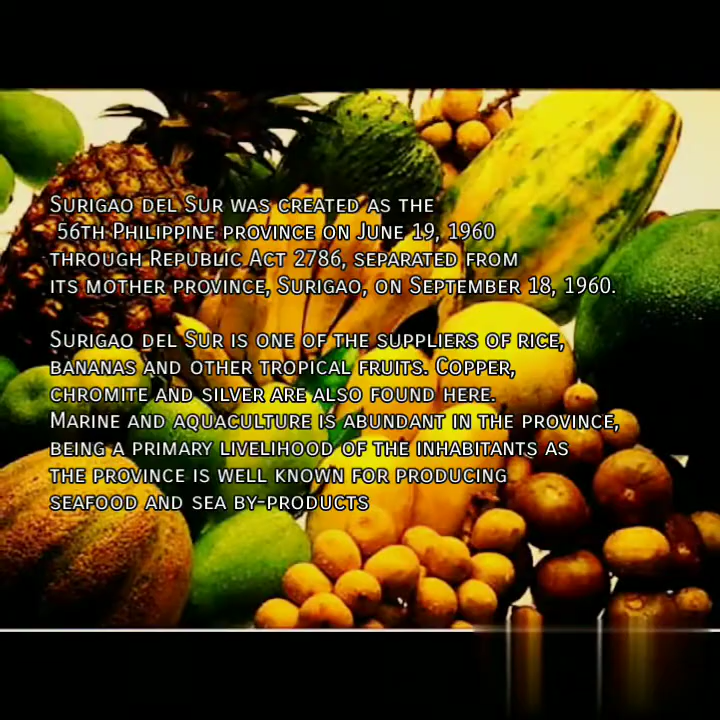 Surigao del Sur was created as the
56th Philippine province on June 19, 1960
through Republic Act 2786, separated from
its mother province, Surigao, on September 18, 1960.
Surigao del Sur is one of the suppliers of rice,
bananas and other tropical fruits. Copper,
chromite and silver are also found here.
Marine and aquaculture is abundant in the province,
being a primary livelihood of the inhabitants as
the province is well known for producing
seafood and sea by-products